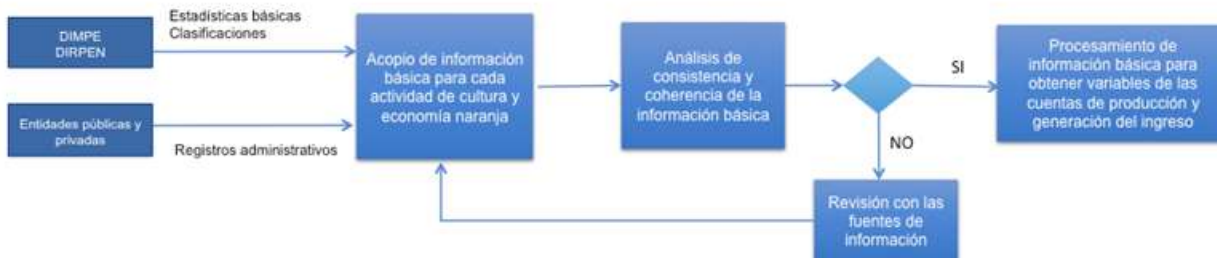 DIMPE
DIRPEN
Estadísticas básicas
Clasificaciones
Entidades públicas y
privadas
Registros administrativos
Acopio de información
básica para cada
actividad de cultura y
economía naranja
Análisis de
consistencia y
coherencia de la
información básica
SI
NO
Procesamiento de
información básica para
obtener variables de las
cuentas de producción y
generación del ingreso
Revisión con las
fuentes de
información